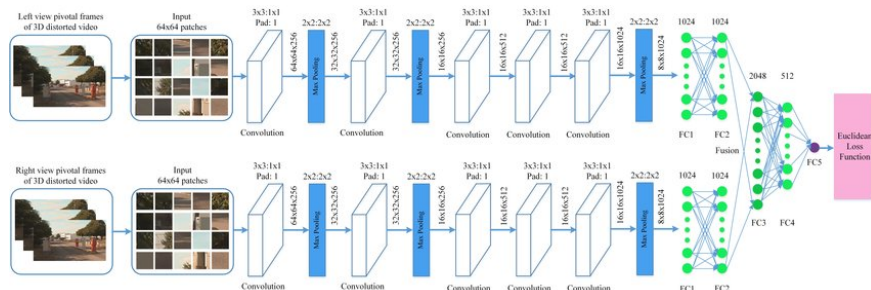 Left view pivotal frames
of 3D distorted video
Input
64x64 patches
3x3:1x1
Pad: 1
Convolution
64x64x256
2x2:2x2
Max Pooling
32x32x256
3x3:1x1
Pad: 1
Convolution
32x32x256
2x2:2x2
Max Pooling
16x16x256
3x3:1x1
Pad: 1
Convolution
16x16x512
3x3:1x1
Pad: 1
Convolution
16x16x512
3x3:1x1
Pad: 1
Convolution
16x16x1024
2x2:2x2
Max Pooling
8x8x1024
1024
FC1
1024
FC2
Fusion
2048
FC3
512
FC4
FC5
Euclidean
Loss
Function
Right view pivotal frames
of 3D distorted video
Input
64x64 patches
3x3:1x1
Pad: 1
Convolution
64x64x256
2x2:2x2
Max Pooling
32x32x256
3x3:1x1
Pad: 1
Convolution
32x32x256
2x2:2x2
Max Pooling
16x16x256
3x3:1x1
Pad: 1
Convolution
16x16x512
3x3:1x1
Pad: 1
Convolution
16x16x512
3x3:1x1
Pad: 1
Convolution
16x16x1024
2x2:2x2
Max Pooling
8x8x1024
1024
FC1
1024
FC2